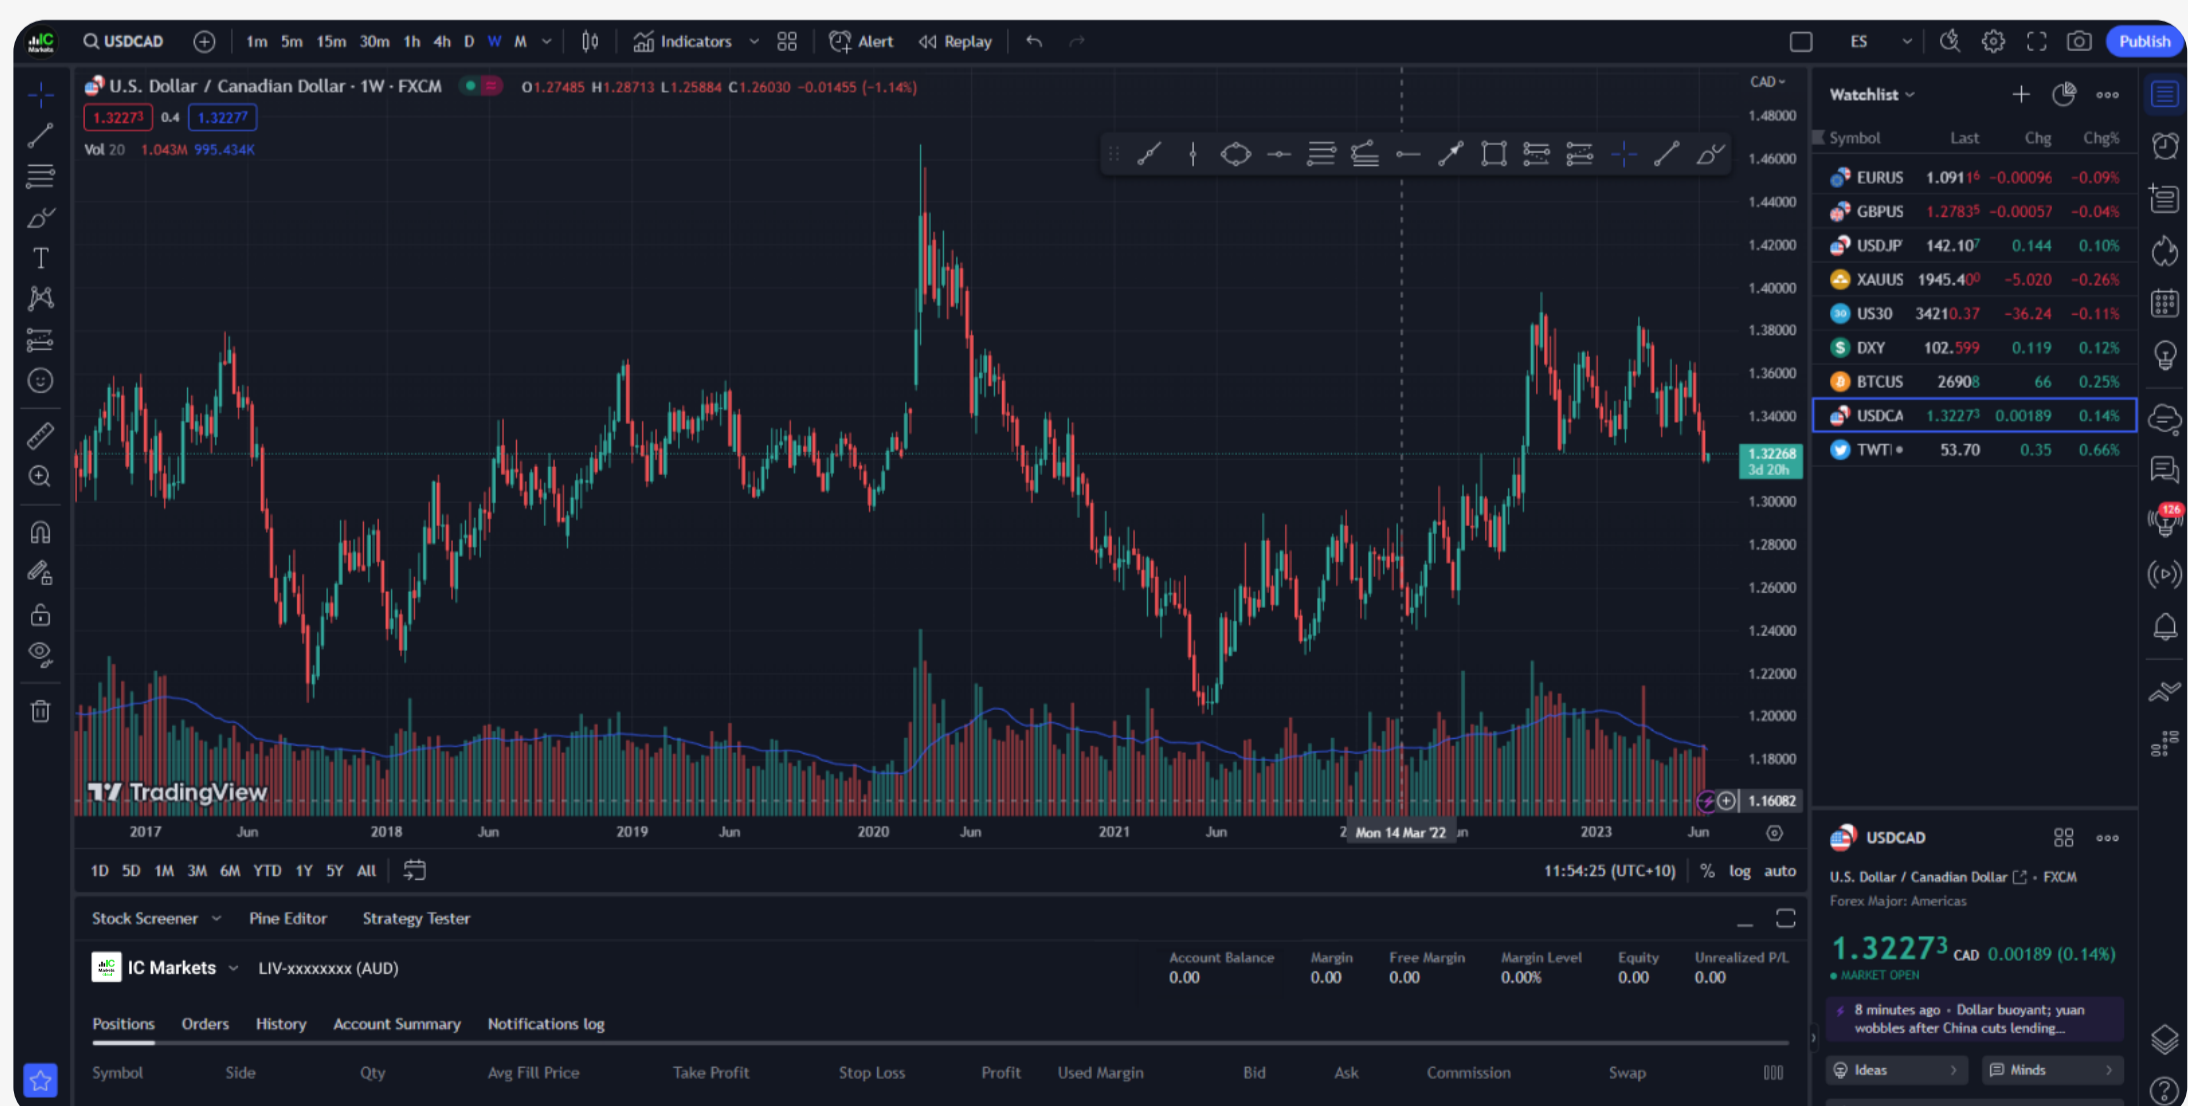 IC Markets USDCAD 1m 5m 15m 30m 1h 4h D W M Indicators Alert Replay ES Publish
U.S. Dollar / Canadian Dollar · 1W · FXCM O1.27485 H1.28713 L1.25884 C1.26030 −0.01455 (−1.14%)
1.32273 0.4 1.32277
Vol 20 1.043M 995.434K
CAD
1.48000
1.46000
1.44000
1.42000
1.40000
1.38000
1.36000
1.34000
1.32268
3d 20h
1.30000
1.28000
1.26000
1.24000
1.22000
1.20000
1.18000
1.16082
TradingView
2017 Jun 2018 Jun 2019 Jun 2020 Jun 2021 Jun 2 Mon 14 Mar '22 un 2023 Jun
1D 5D 1M 3M 6M YTD 1Y 5Y All 11:54:25 (UTC+10) % log auto
Stock Screener Pine Editor Strategy Tester
IC Markets LIV-xxxxxxxx (AUD)
Account Balance Margin Free Margin Margin Level Equity Unrealized P/L
0.00 0.00 0.00 0.00% 0.00 0.00
Positions Orders History Account Summary Notifications log
Symbol Side Qty Avg Fill Price Take Profit Stop Loss Profit Used Margin Bid Ask Commission Swap
Watchlist
Symbol Last Chg Chg%
EURUS 1.09116 −0.00096 −0.09%
GBPUS 1.27835 −0.00057 −0.04%
USDJP 142.107 0.144 0.10%
XAUUS 1945.400 −5.020 −0.26%
30 US30 34210.37 −36.24 −0.11%
S DXY 102.599 0.119 0.12%
BTCUS 26908 66 0.25%
USDCA 1.32273 0.00189 0.14%
TWTI 53.70 0.35 0.66%
126
USDCAD
U.S. Dollar / Canadian Dollar · FXCM
Forex Major: Americas
1.32273 CAD 0.00189 (0.14%)
MARKET OPEN
8 minutes ago · Dollar buoyant; yuan
wobbles after China cuts lending...
Ideas Minds